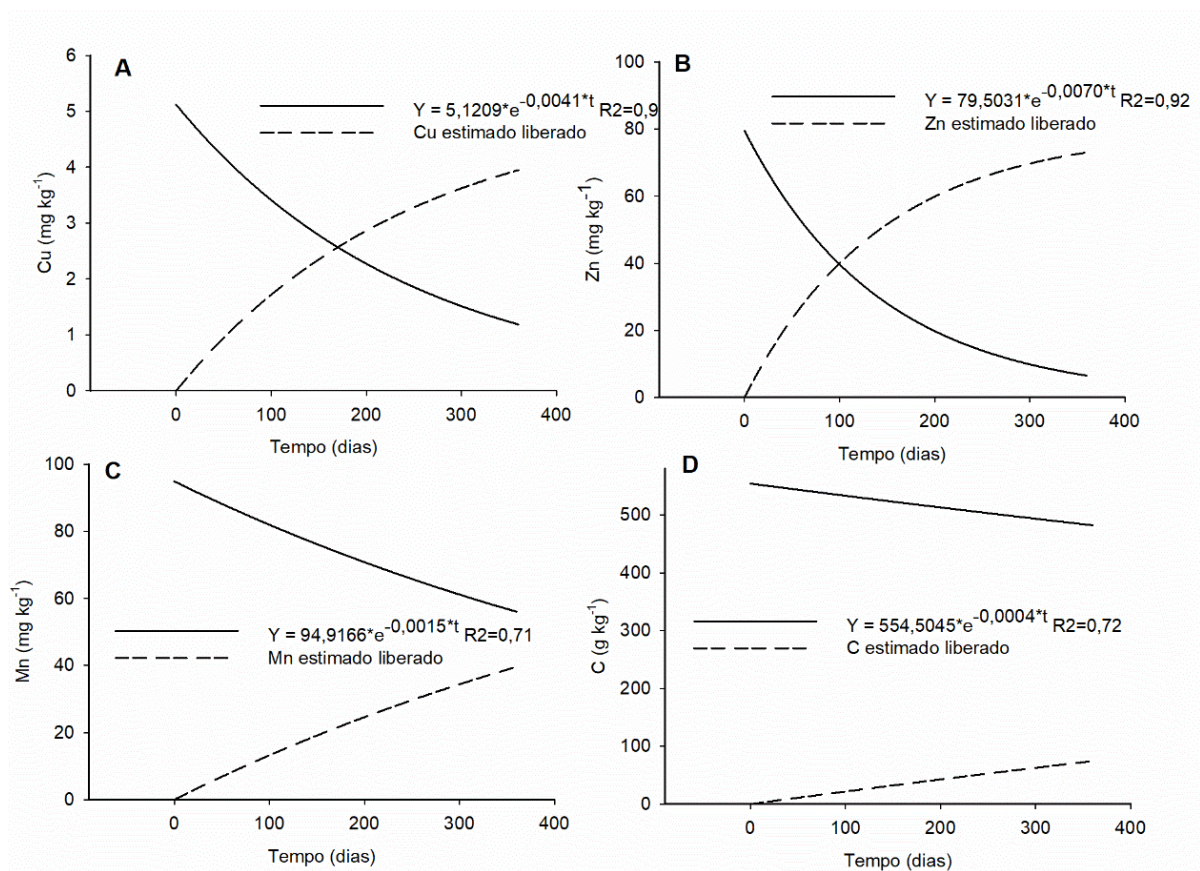 A
6
5
4
3
2
1
0
Cu (mg kg-1)
Y = 5,1209*e-0,0041*t R2=0,9
Cu estimado liberado
0 100 200 300 400
Tempo (dias)
B
100
80
60
40
20
0
Zn (mg kg-1)
Y = 79,5031*e-0,0070*t R2=0,92
Zn estimado liberado
0 100 200 300 400
Tempo (dias)
C
100
80
60
40
20
0
Mn (mg kg-1)
Y = 94,9166*e-0,0015*t R2=0,71
Mn estimado liberado
0 100 200 300 400
Tempo (dias)
D
500
400
300
200
100
0
C (g kg-1)
Y = 554,5045*e-0,0004*t R2=0,72
C estimado liberado
0 100 200 300 400
Tempo (dias)